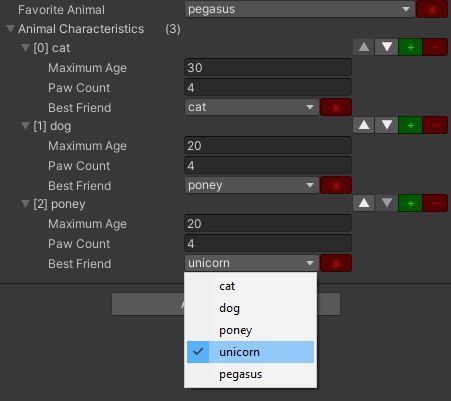 Favorite Animal pegasus x
Animal Characteristics (3)
[0] cat + -
Maximum Age 30
Paw Count 4
Best Friend cat x
[1] dog + -
Maximum Age 20
Paw Count 4
Best Friend poney x
[2] poney + -
Maximum Age 20
Paw Count 4
Best Friend unicorn x
cat
dog
poney
unicorn
pegasus